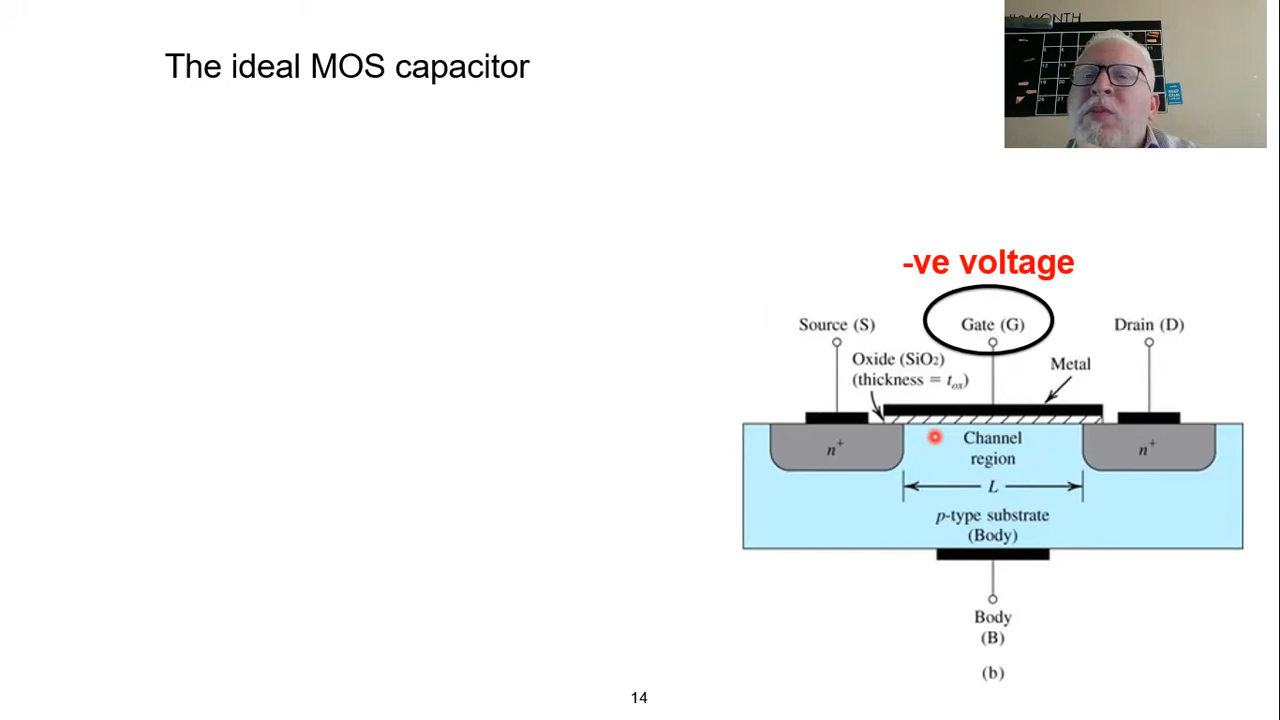 The ideal MOS capacitor
MONTH
-ve voltage
Source (S)
Gate (G)
Drain (D)
Oxide (SiO₂)
(thickness = tₒₓ)
Metal
n⁺
Channel
region
n⁺
L
p-type substrate
(Body)
Body
(B)
(b)
14